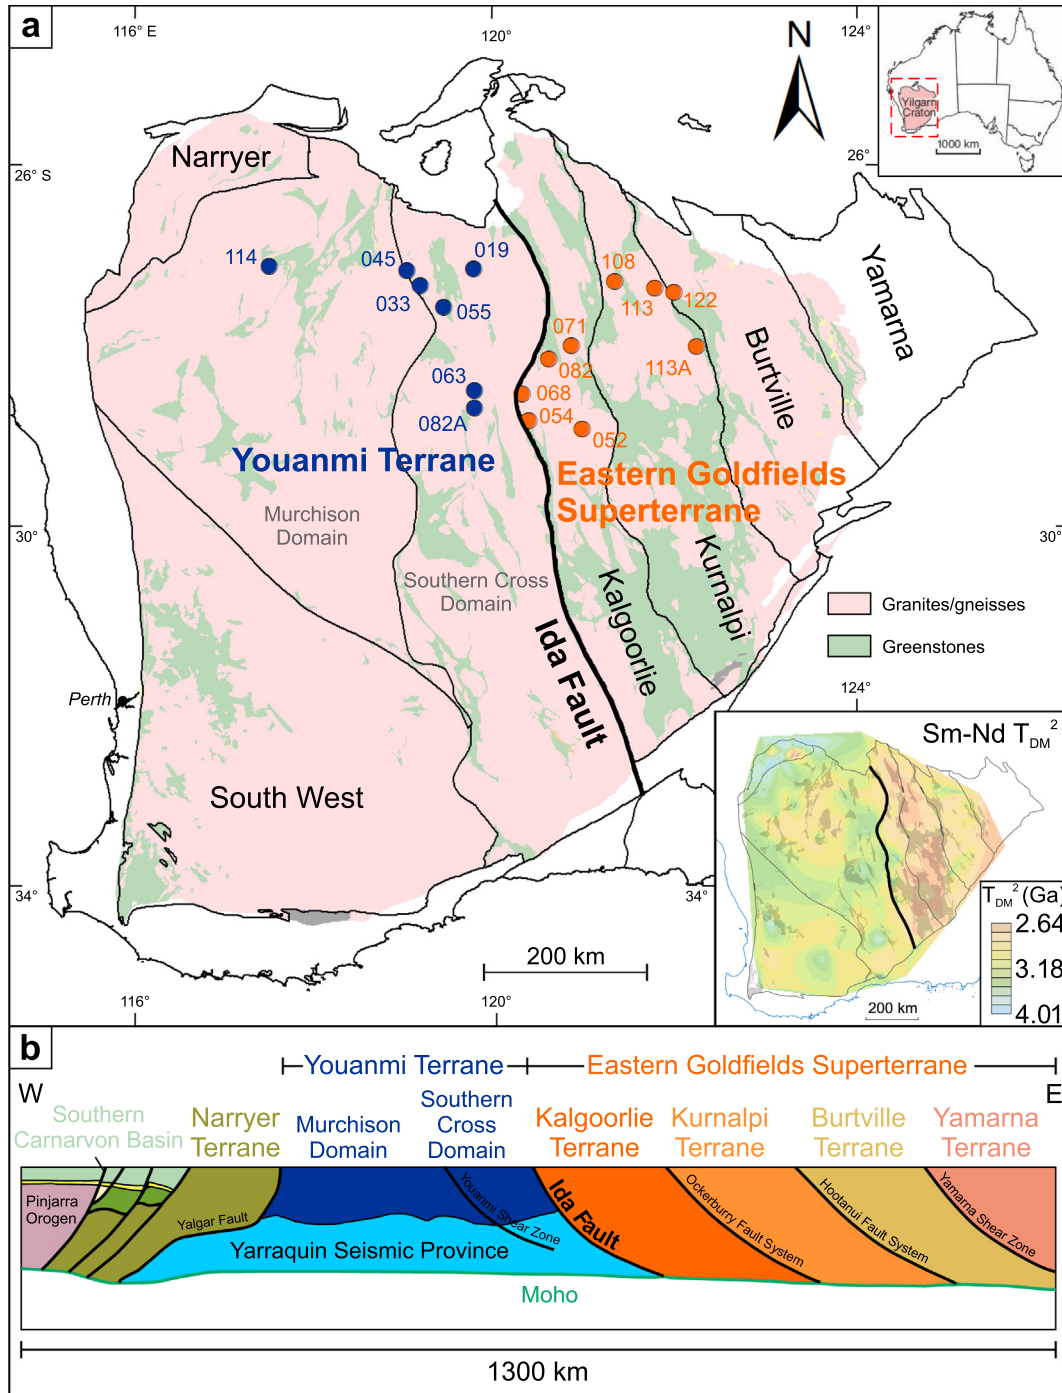 a
116° E
120°
124°
N
Yilgarn
Craton
1000 km
26° S
26°
Narryer
Yamarna
114
045
019
033
055
108
113
122
071
082
113A
Burtville
063
082A
068
054
052
Youanmi Terrane
Eastern Goldfields
Superterrane
Murchison
Domain
30°
30°
Southern Cross
Domain
Kalgoorlie
Kurnalpi
Ida Fault
Granites/gneisses
Greenstones
Perth
124°
South West
Sm-Nd TDM²
34°
34°
TDM² (Ga)
2.64
3.18
4.01
200 km
200 km
116°
120°
b
Youanmi Terrane
Eastern Goldfields Superterrane
W
E
Southern
Carnarvon Basin
Narryer
Terrane
Murchison
Domain
Southern
Cross
Domain
Kalgoorlie
Terrane
Kurnalpi
Terrane
Burtville
Terrane
Yamarna
Terrane
Pinjarra
Orogen
Yalgar Fault
Youanmi Shear Zone
Ida Fault
Ockerburry Fault System
Hootanui Fault System
Yamarna Shear Zone
Yarraquin Seismic Province
Moho
1300 km